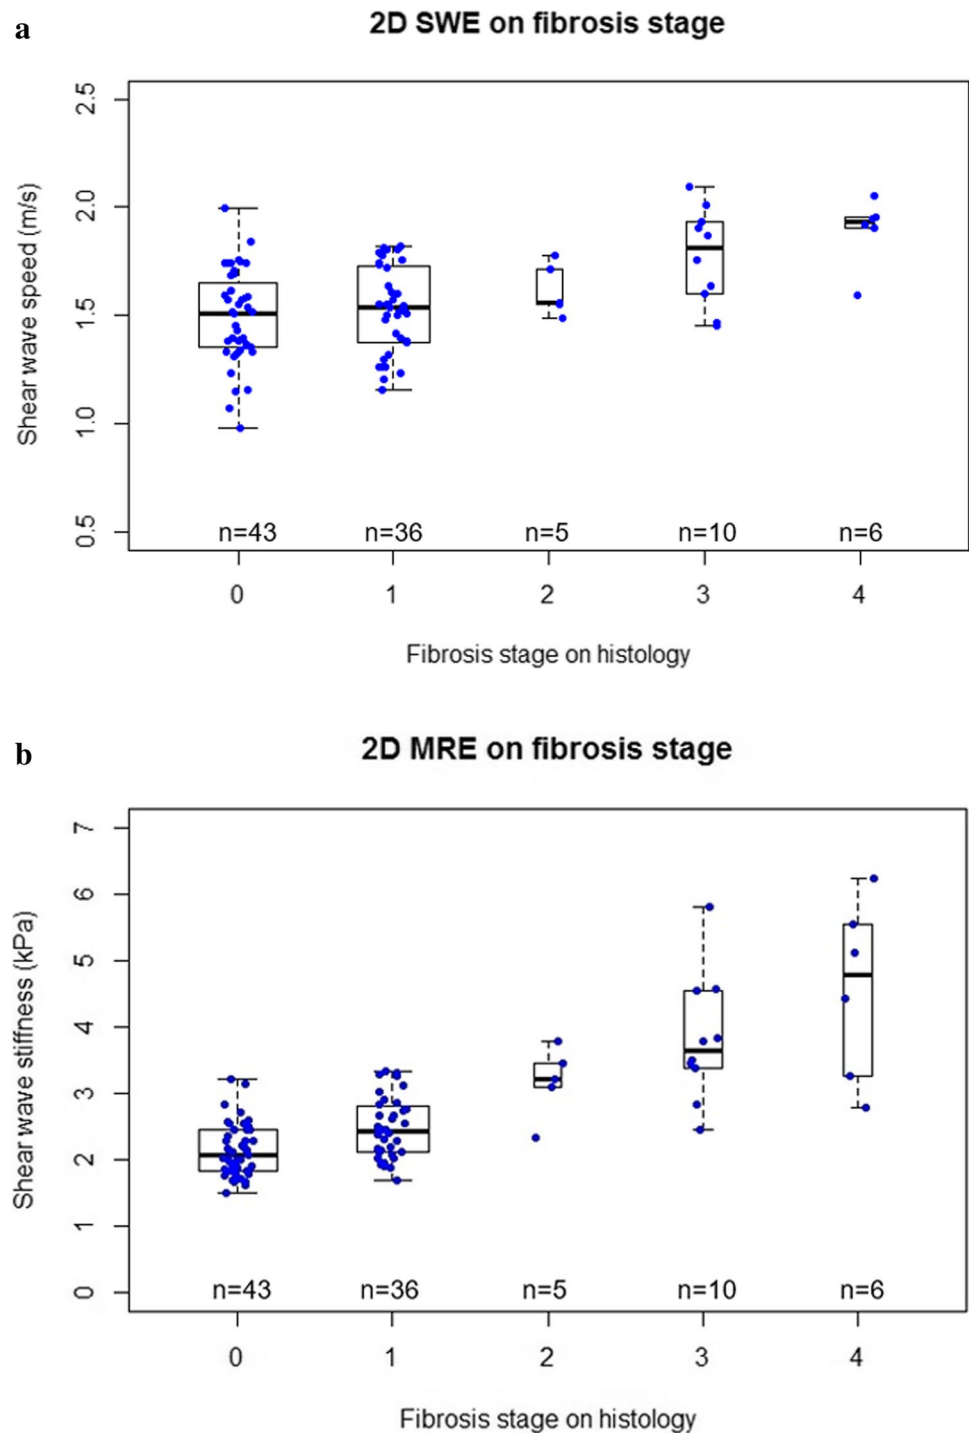 a
2D SWE on fibrosis stage
Shear wave speed (m/s)
2.5
2.0
1.5
1.0
0.5
n=43 n=36 n=5 n=10 n=6
0 1 2 3 4
Fibrosis stage on histology
b
2D MRE on fibrosis stage
Shear wave stiffness (kPa)
7
6
5
4
3
2
1
0
n=43 n=36 n=5 n=10 n=6
0 1 2 3 4
Fibrosis stage on histology